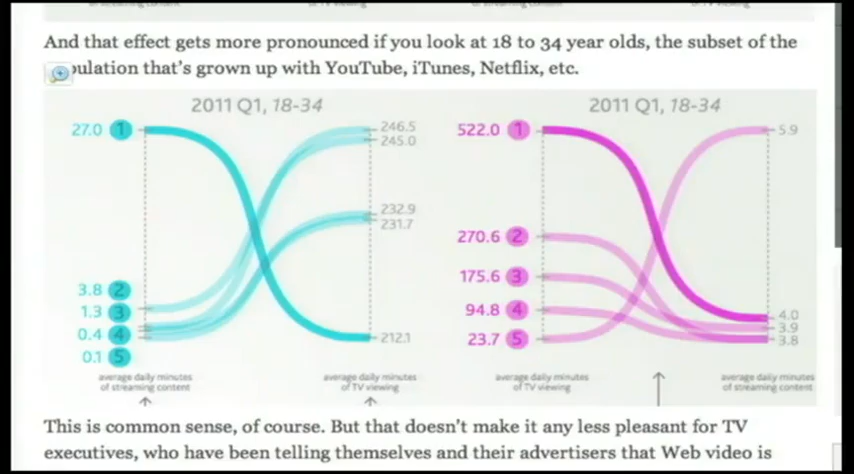 And that effect gets more pronounced if you look at 18 to 34 year olds, the subset of the
ulation that's grown up with YouTube, iTunes, Netflix, etc.
2011 Q1, 18-34
27.0 1
3.8 2
1.3 3
0.4 4
0.1 5
246.5
245.0
232.9
231.7
212.1
average daily minutes
of streaming content
average daily minutes
of TV viewing
2011 Q1, 18-34
522.0 1
270.6 2
175.6 3
94.8 4
23.7 5
5.9
4.0
3.9
3.8
average daily minutes
of TV viewing
average daily minutes
of streaming content
This is common sense, of course. But that doesn't make it any less pleasant for TV
executives, who have been telling themselves and their advertisers that Web video is